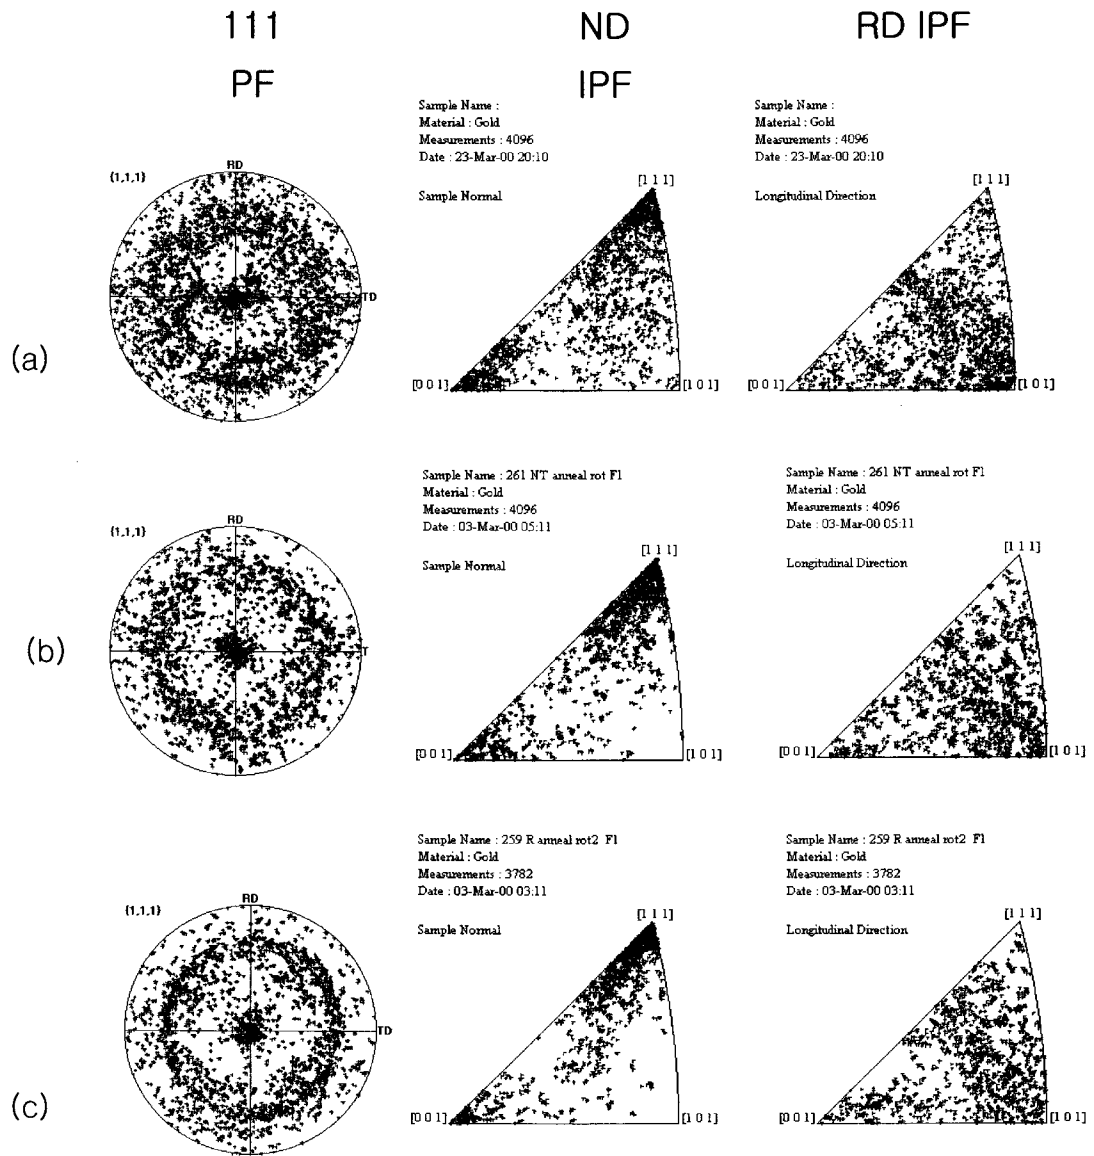 111 ND RD IPF
PF IPF
Sample Name : Sample Name :
Material : Gold Material : Gold
Measurements : 4096 Measurements : 4096
Date : 23-Mar-00 20:10 Date : 23-Mar-00 20:10
RD
{1,1,1} [1 1 1] [1 1 1]
Sample Normal Longitudinal Direction
TD
(a)
[0 0 1] [1 0 1] [0 0 1] [1 0 1]
Sample Name : 261 NT anneal rot F1 Sample Name : 261 NT anneal rot F1
Material : Gold Material : Gold
Measurements : 4096 Measurements : 4096
Date : 03-Mar-00 05:11 Date : 03-Mar-00 05:11
RD
{1,1,1} [1 1 1] [1 1 1]
Sample Normal Longitudinal Direction
(b) T
[0 0 1] [1 0 1] [0 0 1] [1 0 1]
Sample Name : 259 R anneal rot2 F1 Sample Name : 259 R anneal rot2 F1
Material : Gold Material : Gold
Measurements : 3782 Measurements : 3782
Date : 03-Mar-00 03:11 Date : 03-Mar-00 03:11
RD
{1,1,1} [1 1 1] [1 1 1]
Sample Normal Longitudinal Direction
TD
(c)
[0 0 1] [1 0 1] [0 0 1] [1 0 1]